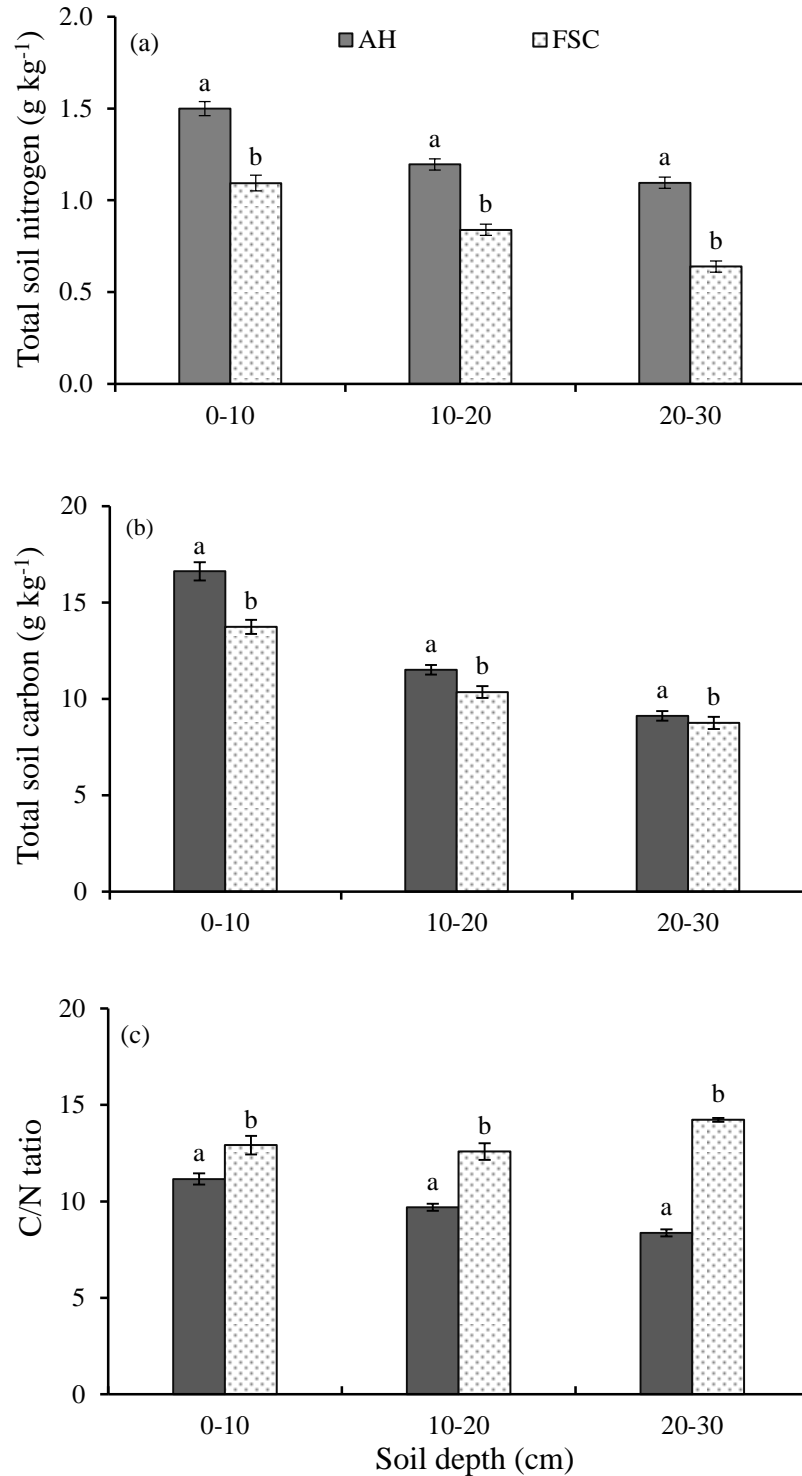 2.0
(a)
AH
FSC
1.5
1.0
0.5
0.0
Total soil nitrogen (g kg-1)
a
b
a
b
a
b
0-10
10-20
20-30
20
(b)
15
10
5
0
Total soil carbon (g kg-1)
a
b
a
b
a
b
0-10
10-20
20-30
20
(c)
15
10
5
0
C/N tatio
a
b
a
b
a
b
0-10
10-20
20-30
Soil depth (cm)